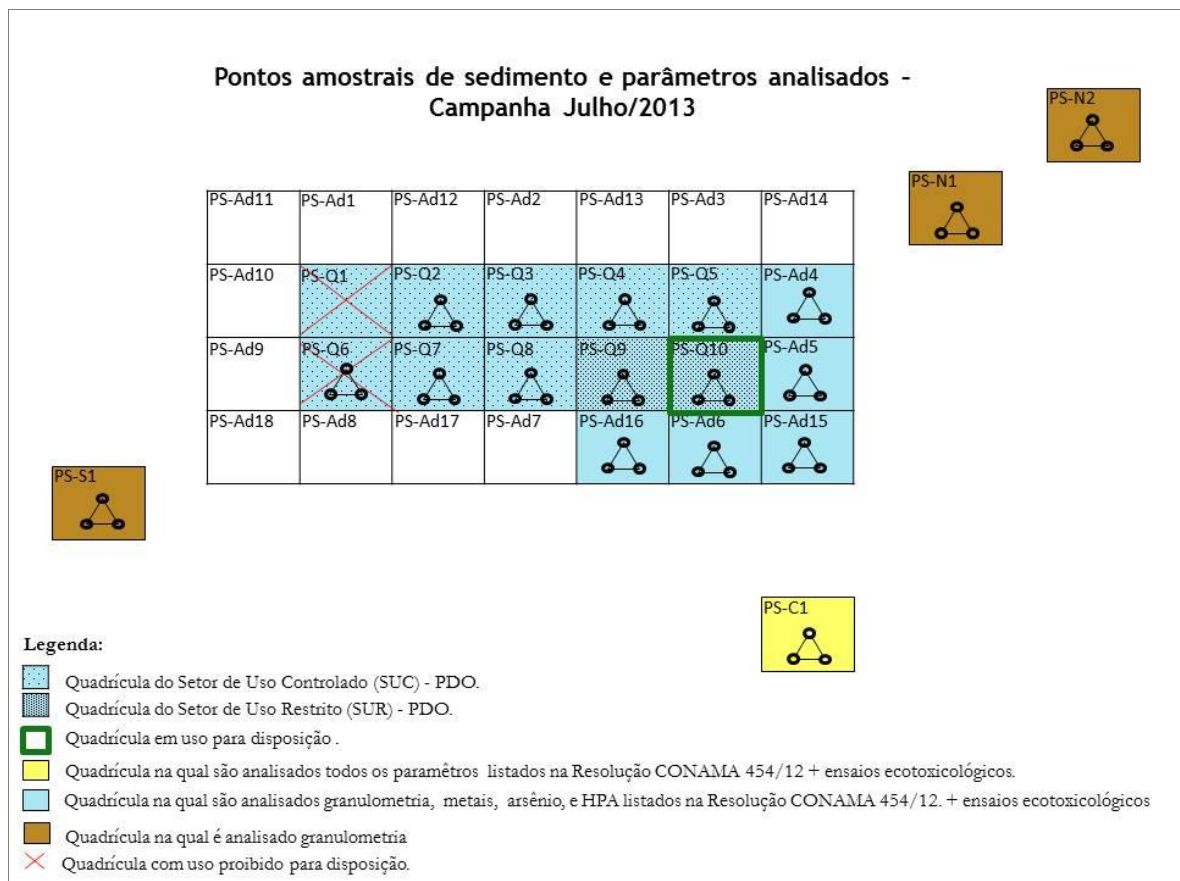 Pontos amostrais de sedimento e parâmetros analisados -
Campanha Julho/2013
PS-N2
PS-N1
PS-Ad11 PS-Ad1 PS-Ad12 PS-Ad2 PS-Ad13 PS-Ad3 PS-Ad14
PS-Ad10 PS-Q1 PS-Q2 PS-Q3 PS-Q4 PS-Q5 PS-Ad4
PS-Ad9 PS-Q6 PS-Q7 PS-Q8 PS-Q9 PS-Q10 PS-Ad5
PS-Ad18 PS-Ad8 PS-Ad17 PS-Ad7 PS-Ad16 PS-Ad6 PS-Ad15
PS-S1
PS-C1
Legenda:
Quadrícula do Setor de Uso Controlado (SUC) - PDO.
Quadrícula do Setor de Uso Restrito (SUR) - PDO.
Quadrícula em uso para disposição .
Quadrícula na qual são analisados todos os paramêtros listados na Resolução CONAMA 454/12 + ensaios ecotoxicológicos.
Quadrícula na qual são analisados granulometria, metais, arsênio, e HPA listados na Resolução CONAMA 454/12. + ensaios ecotoxicológicos
Quadrícula na qual é analisado granulometria
Quadrícula com uso proibido para disposição.